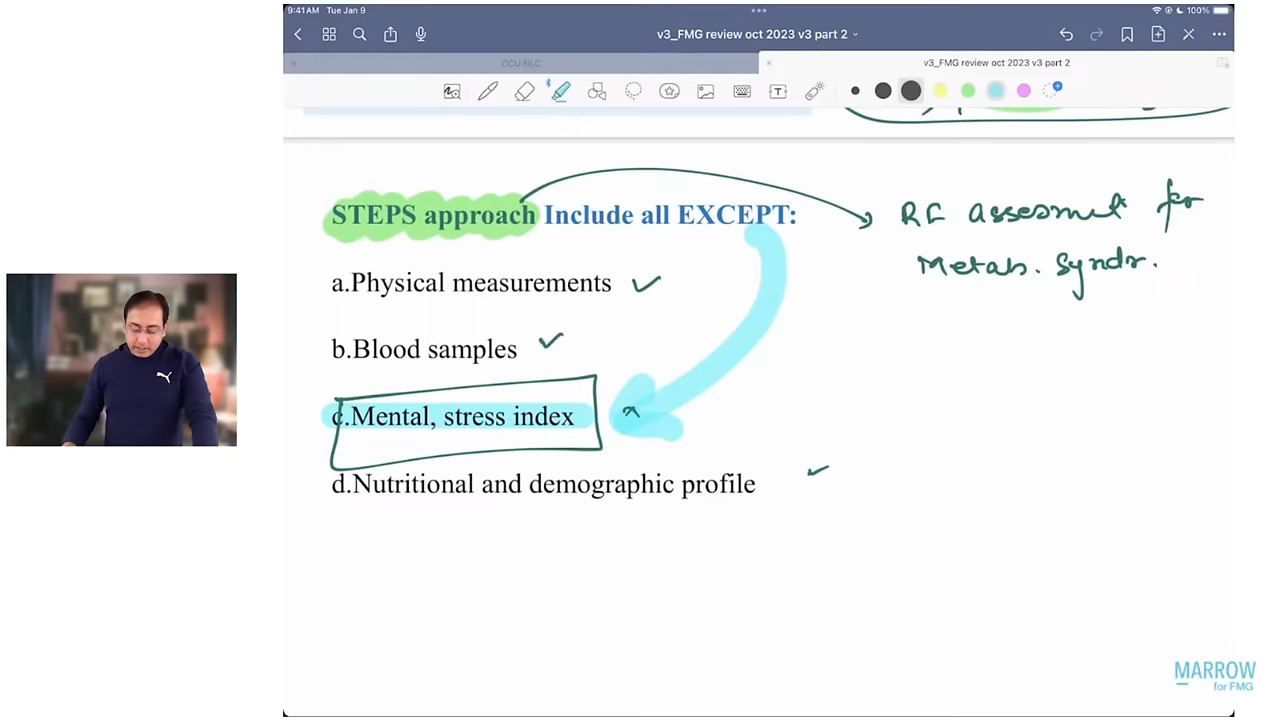 9:41AM Tue Jan 9
100%
v3_FMG review oct 2023 v3 part 2
CCU NLC
v3_FMG review oct 2023 v3 part 2
STEPS approach Include all EXCEPT:
RF assesmut for
Metab. Syndr.
a.Physical measurements
b.Blood samples
c.Mental, stress index
d.Nutritional and demographic profile
MARROW
for FMG